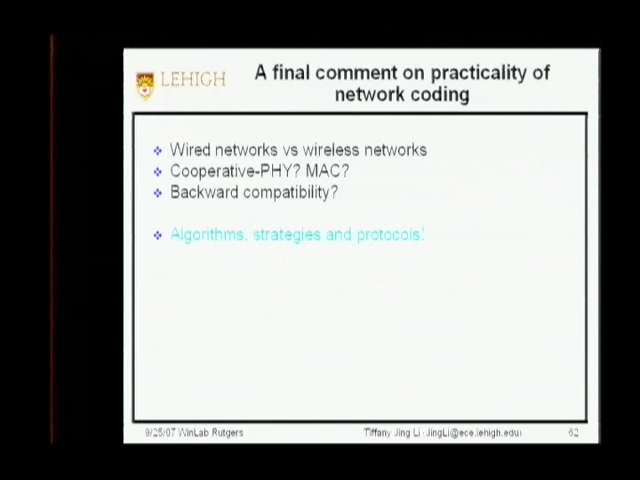 LEHIGH
A final comment on practicality of
network coding
Wired networks vs wireless networks
Cooperative-PHY? MAC?
Backward compatibility?
Algorithms, strategies and protocols!
9/25/07 WinLab Rutgers
Tiffany Jing Li (JingLi@ece.lehigh.edu)
62